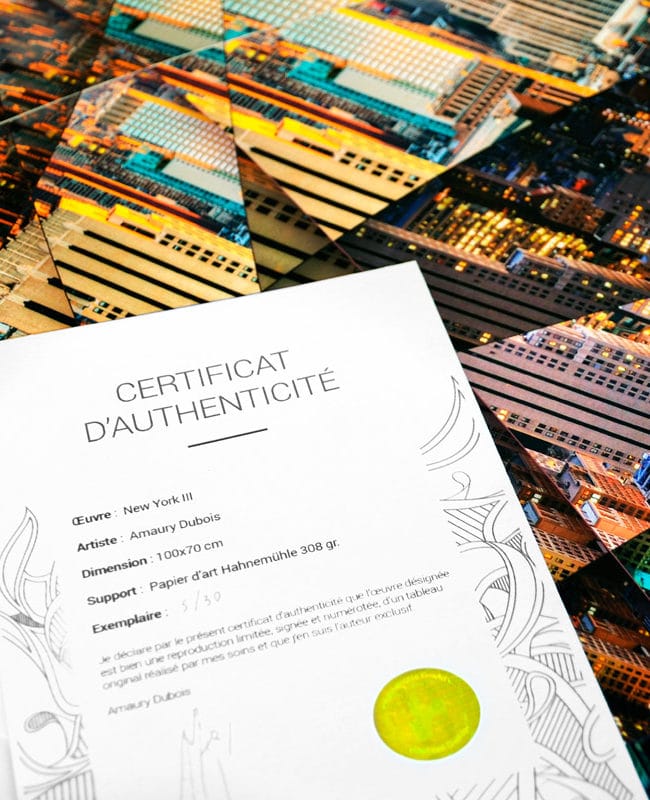 CERTIFICAT
D'AUTHENTICITÉ
Œuvre : New York III
Artiste : Amaury Dubois
Dimension : 100x70 cm
Support : Papier d'art Hahnemühle 308 gr.
Exemplaire : 5/30
Je déclare par le présent certificat d'authenticité que l'œuvre désignée
est bien une reproduction limitée, signée et numérotée, d'un tableau
original réalisé par mes soins et que j'en suis l'auteur exclusif.
Amaury Dubois